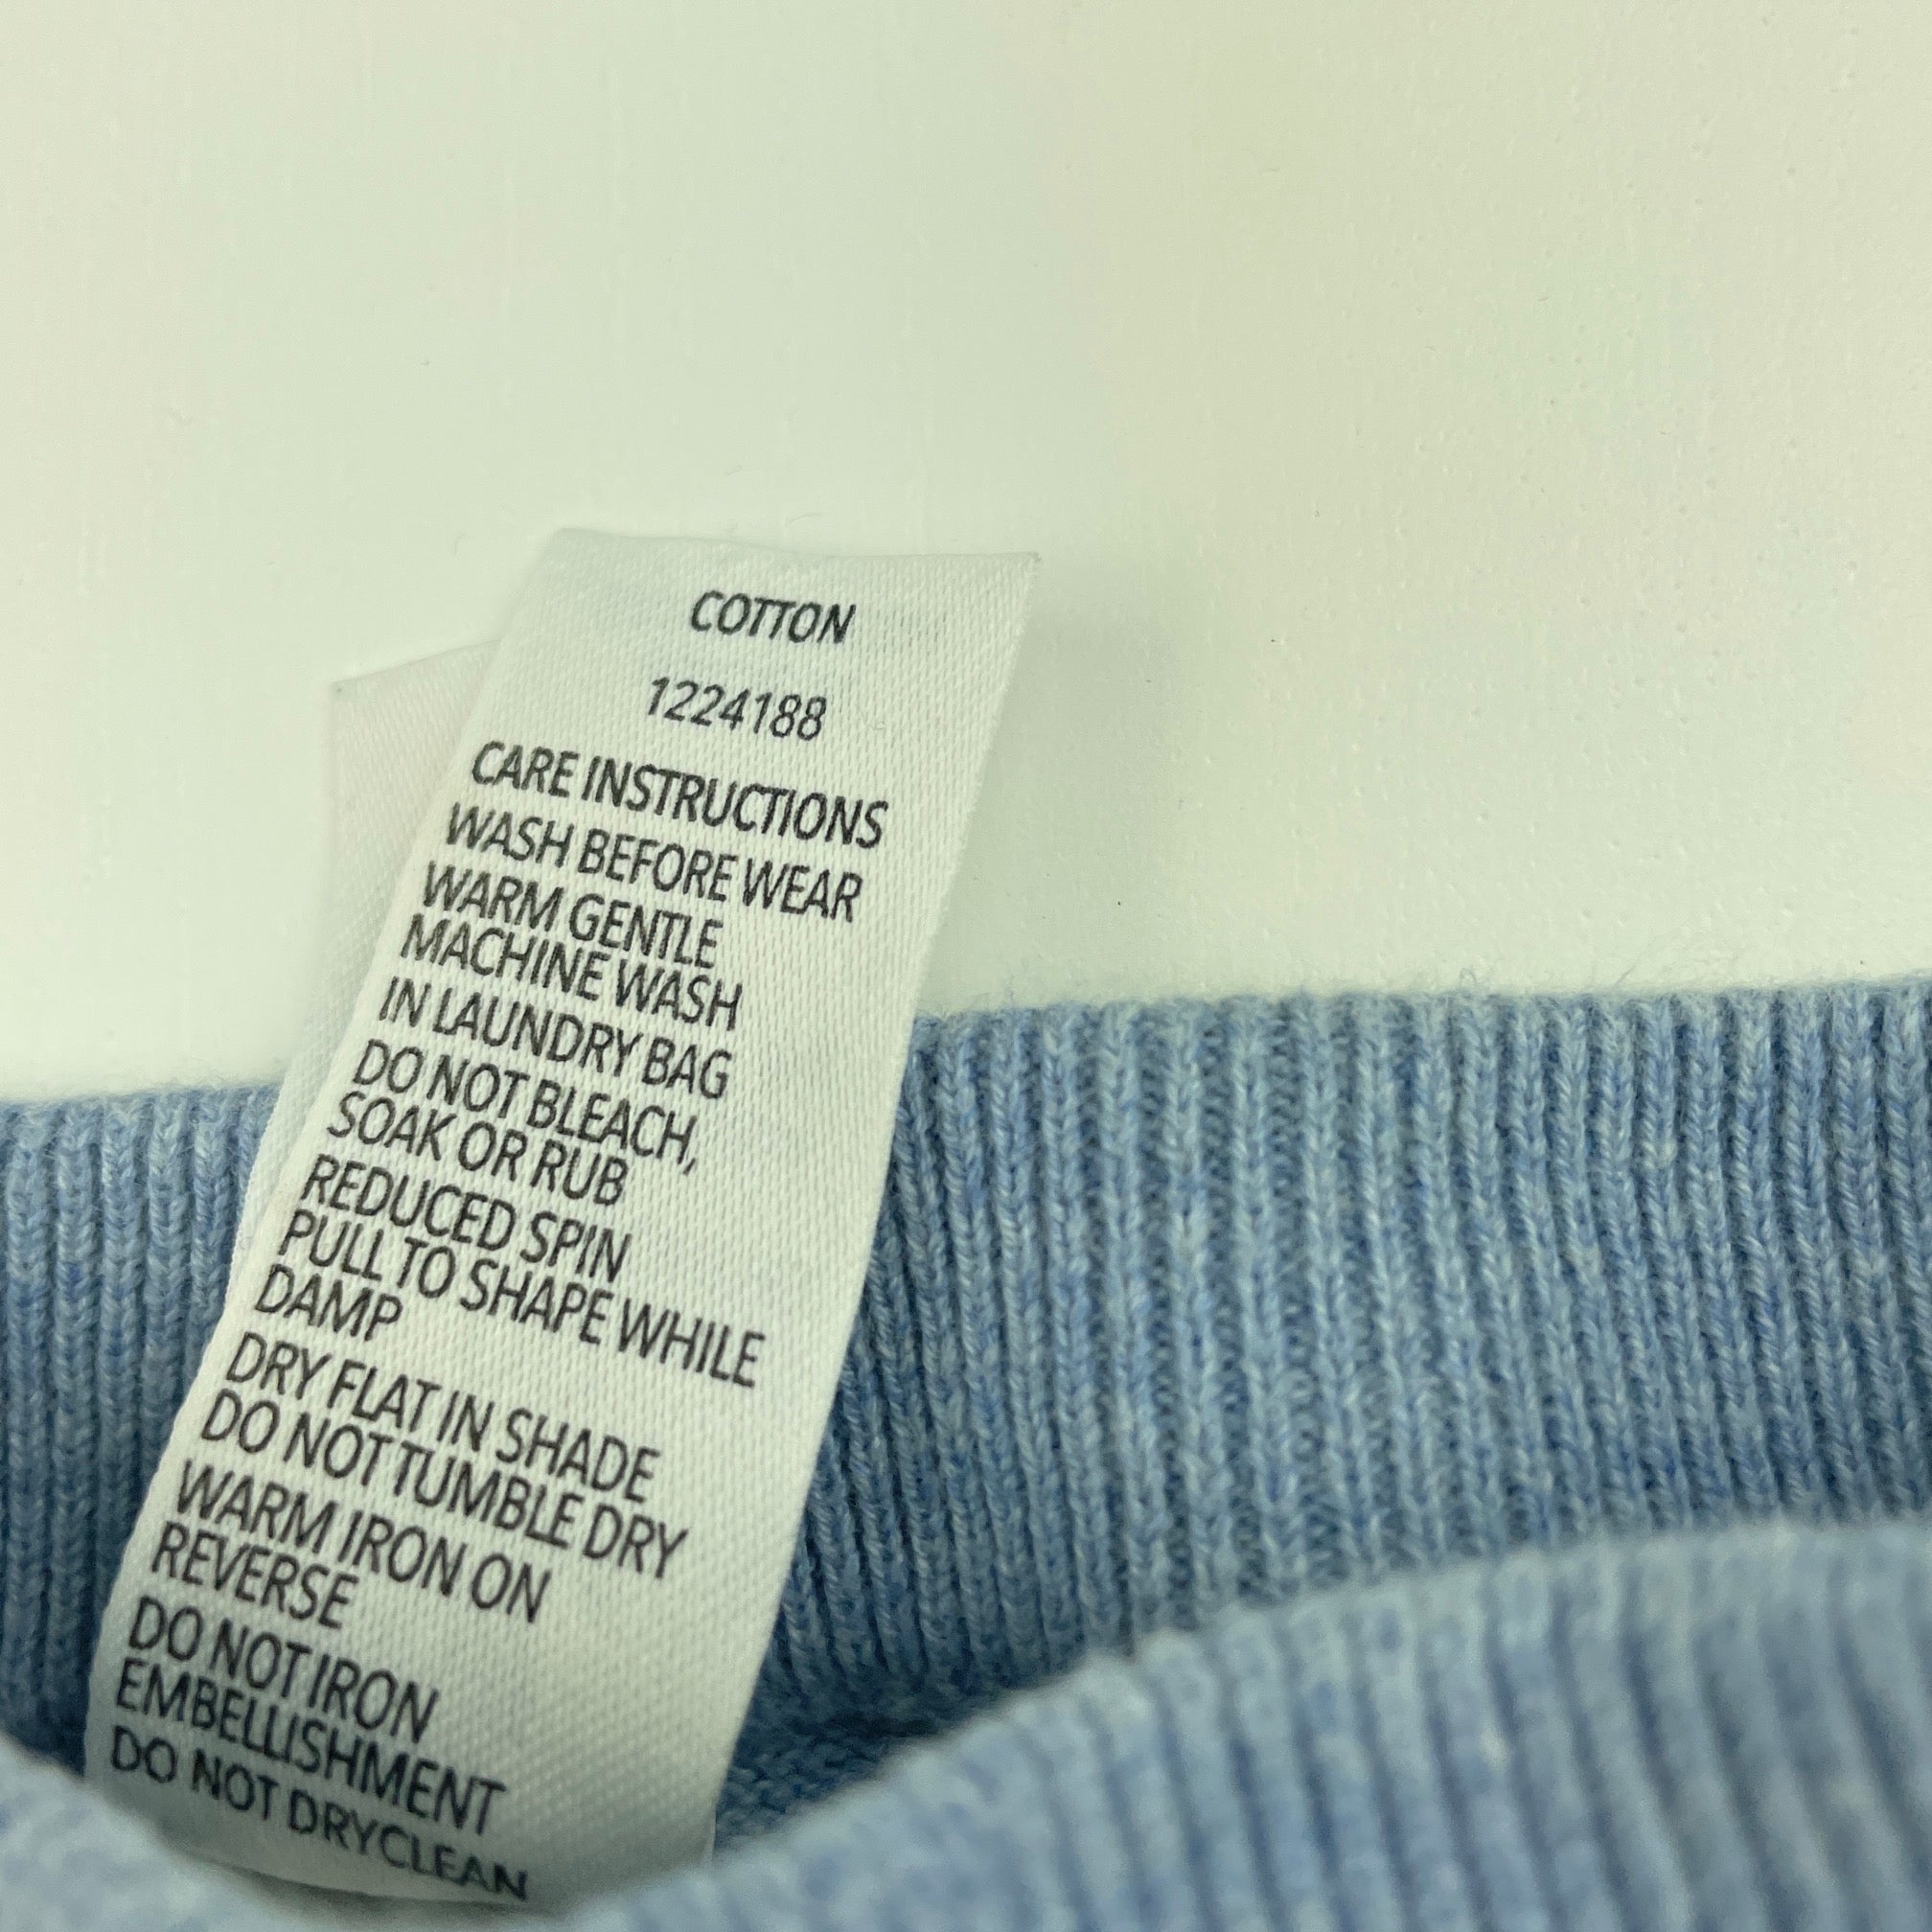 COTTON
1224188
CARE INSTRUCTIONS
WASH BEFORE WEAR
WARM GENTLE
MACHINE WASH
IN LAUNDRY BAG
DO NOT BLEACH,
SOAK OR RUB
REDUCED SPIN
PULL TO SHAPE WHILE
DAMP
DRY FLAT IN SHADE
DO NOT TUMBLE DRY
WARM IRON ON
REVERSE
DO NOT IRON
EMBELLISHMENT
DO NOT DRYCLEAN